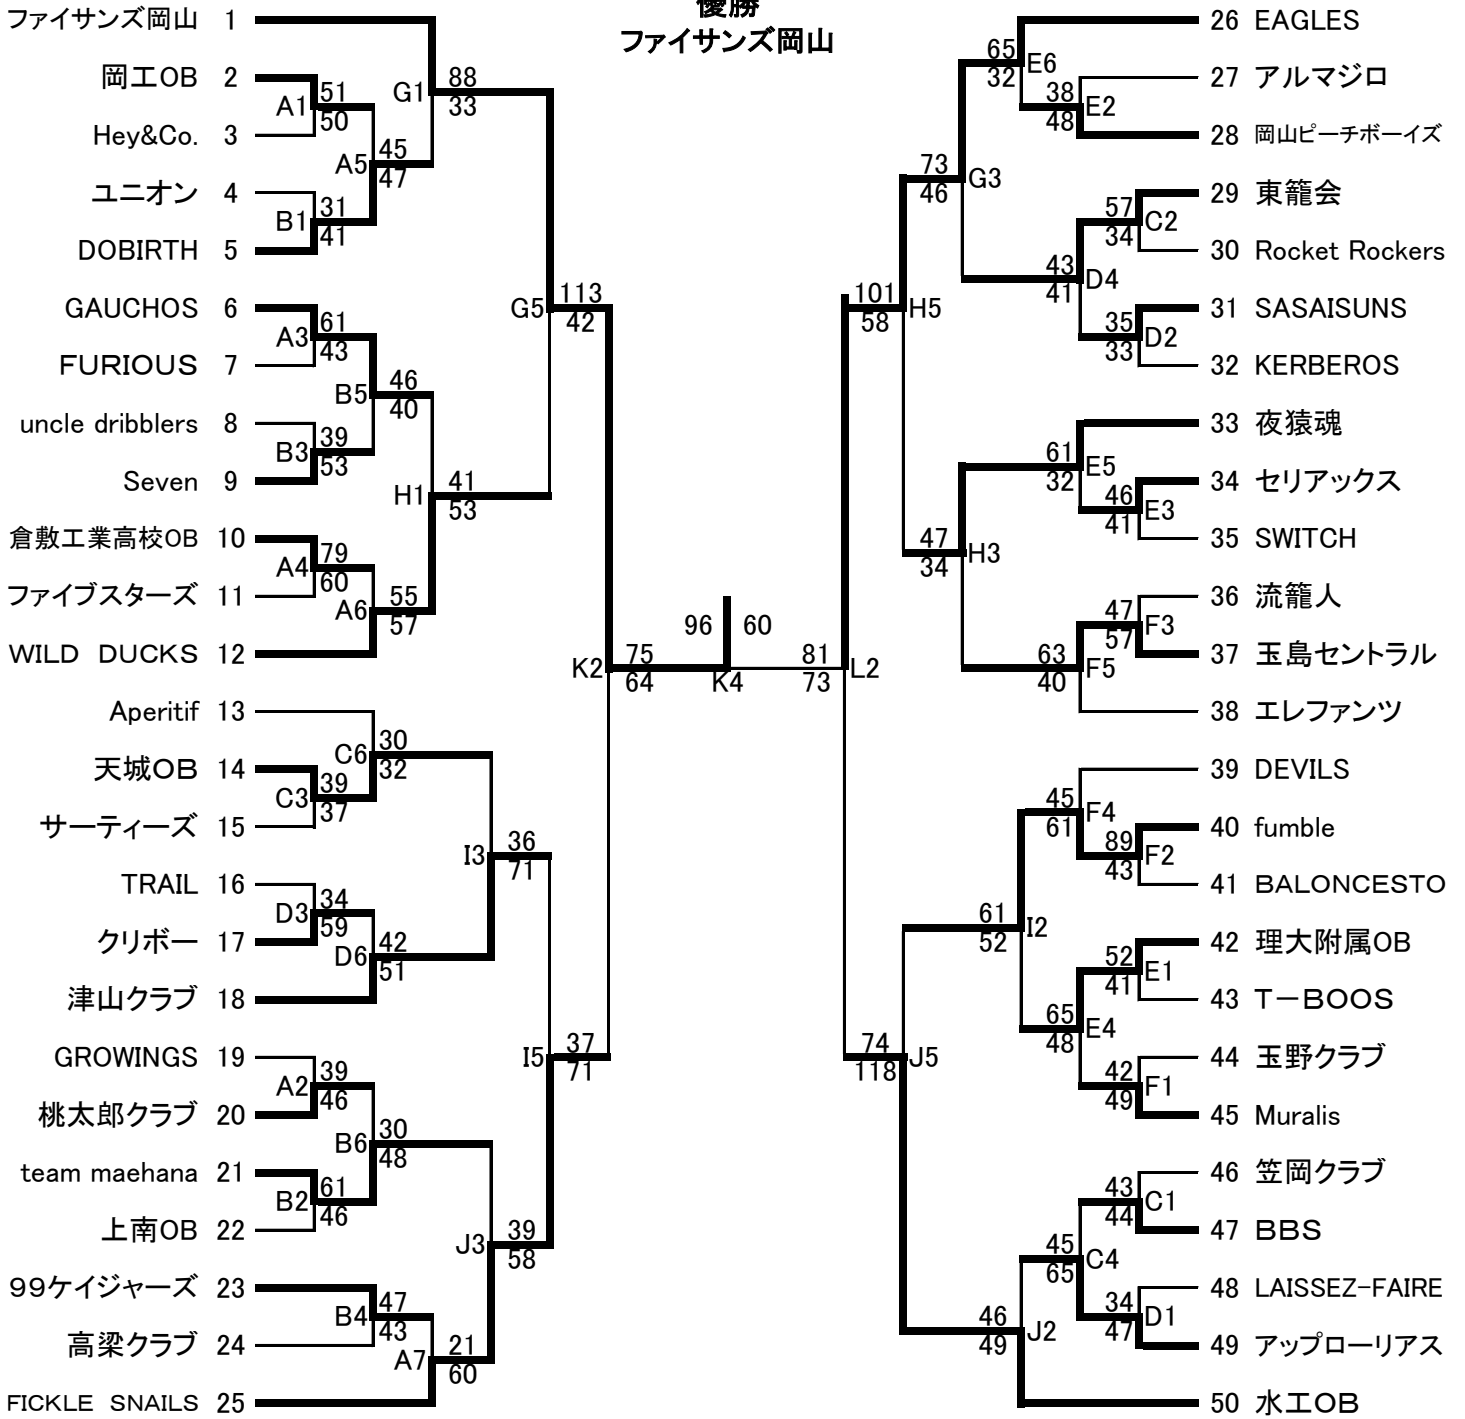 優勝
ファイサンズ岡山
ファイサンズ岡山 1
岡工OB 2
Hey&Co. 3
ユニオン 4
DOBIRTH 5
GAUCHOS 6
FURIOUS 7
uncle dribblers 8
Seven 9
倉敷工業高校OB 10
ファイブスターズ 11
WILD DUCKS 12
Aperitif 13
天城OB 14
サーティーズ 15
TRAIL 16
クリボー 17
津山クラブ 18
GROWINGS 19
桃太郎クラブ 20
team maehana 21
上南OB 22
99ケイジャーズ 23
高梁クラブ 24
FICKLE SNAILS 25
A1 51 50
B1 31 41
A3 61 43
B3 39 53
A4 79 60
C3 39 37
D3 34 59
A2 39 46
B2 61 46
B4 47 43
A5 45 47
B5 46 40
A6 55 57
C6 30 32
D6 42 51
B6 30 48
A7 21 60
G1 88 33
H1 41 53
I3 36 71
J3 39 58
G5 113 42
I5 37 71
K2 75 64
96 60
K4
81 73 L2
101 58 H5
74 118 J5
73 46 G3
47 34 H3
61 52 I2
46 49 J2
65 32 E6
43 41 D4
61 32 E5
63 40 F5
45 61 F4
65 48 E4
45 65 C4
38 48 E2
57 34 C2
35 33 D2
46 41 E3
47 57 F3
89 43 F2
52 41 E1
42 49 F1
43 44 C1
34 47 D1
26 EAGLES
27 アルマジロ
28 岡山ピーチボーイズ
29 東籠会
30 Rocket Rockers
31 SASAISUNS
32 KERBEROS
33 夜猿魂
34 セリアックス
35 SWITCH
36 流籠人
37 玉島セントラル
38 エレファンツ
39 DEVILS
40 fumble
41 BALONCESTO
42 理大附属OB
43 T－BOOS
44 玉野クラブ
45 Muralis
46 笠岡クラブ
47 BBS
48 LAISSEZ-FAIRE
49 アップローリアス
50 水工OB